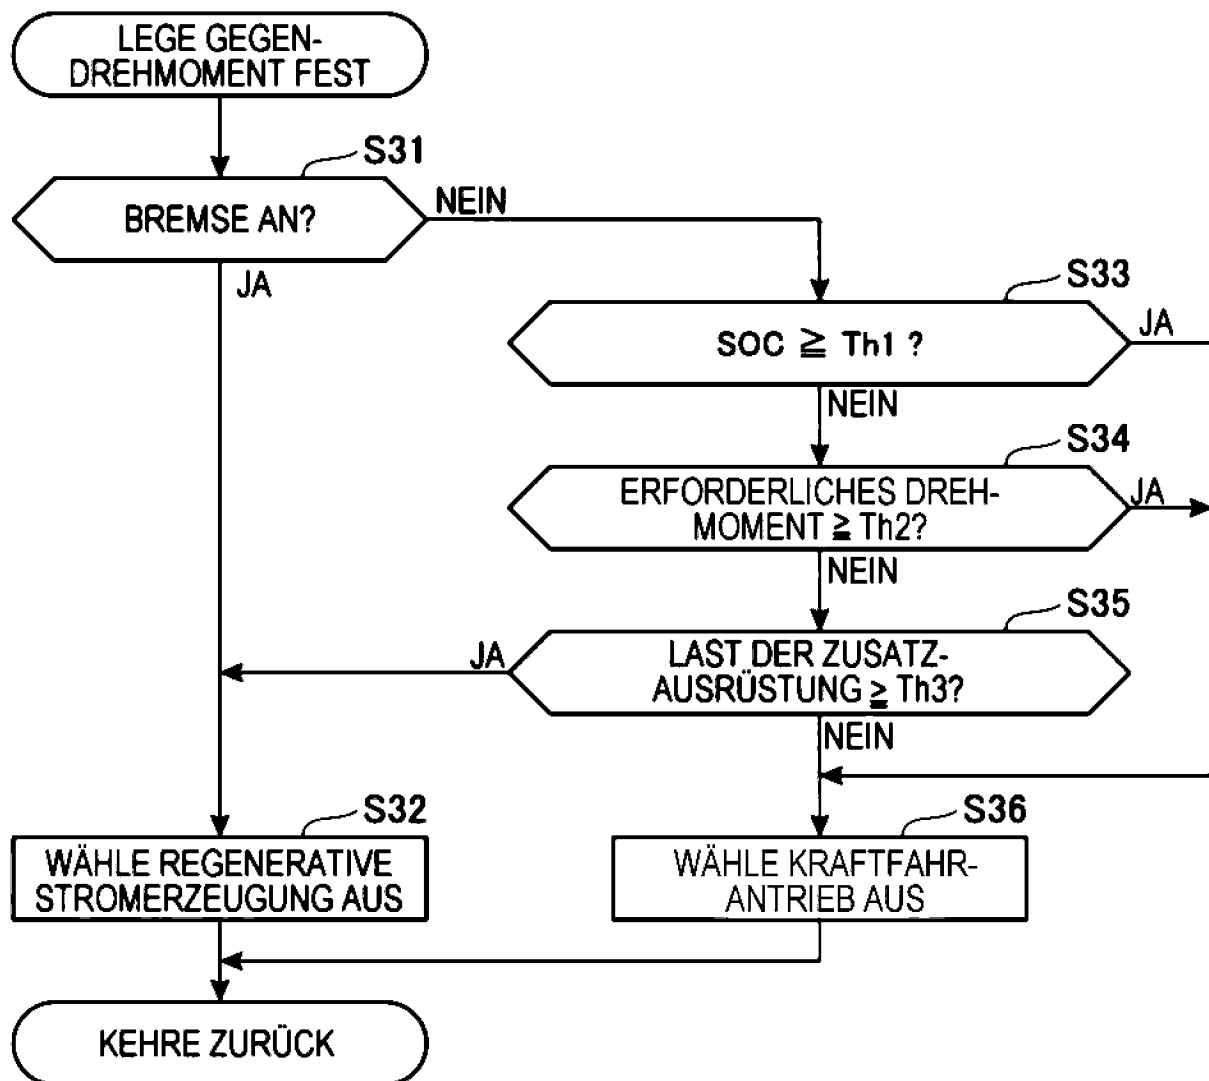 LEGE GEGEN-
DREHMOMENT FEST
S31
BREMSE AN?
NEIN
JA
S33
SOC ≧ Th1 ?
JA
NEIN
S34
ERFORDERLICHES DREH-
MOMENT ≧ Th2?
JA
NEIN
S35
LAST DER ZUSATZ-
AUSRÜSTUNG ≧ Th3?
JA
NEIN
S32
WÄHLE REGENERATIVE
STROMERZEUGUNG AUS
S36
WÄHLE KRAFTFAHR-
ANTRIEB AUS
KEHRE ZURÜCK